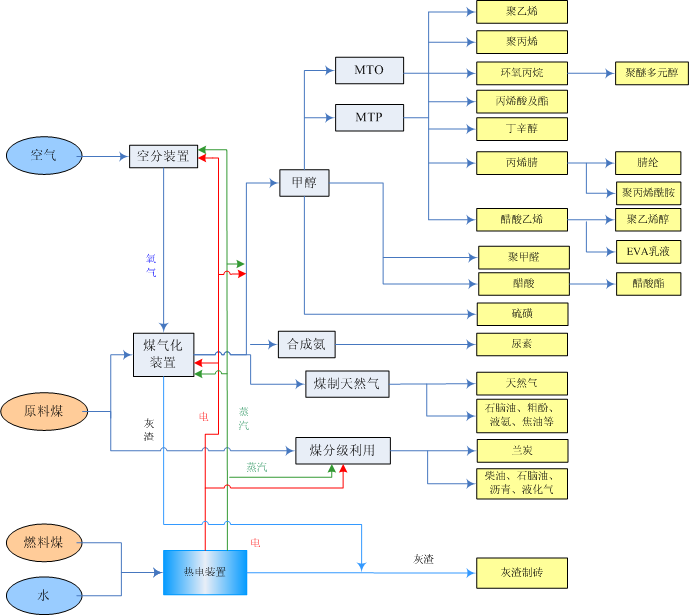 聚乙烯
聚丙烯
MTO
环氧丙烷
聚醚多元醇
丙烯酸及酯
MTP
丁辛醇
空气
空分装置
丙烯腈
腈纶
甲醇
聚丙烯酰胺
醋酸乙烯
聚乙烯醇
EVA乳液
聚甲醛
氧
气
醋酸
醋酸酯
硫磺
煤气化
装置
合成氨
尿素
煤制天然气
天然气
原料煤
灰
渣
电
蒸
汽
石脑油、粗酚、
液氨、焦油等
煤分级利用
兰炭
蒸汽
柴油、石脑油、
沥青、液化气
燃料煤
电
灰渣
热电装置
灰渣制砖
水